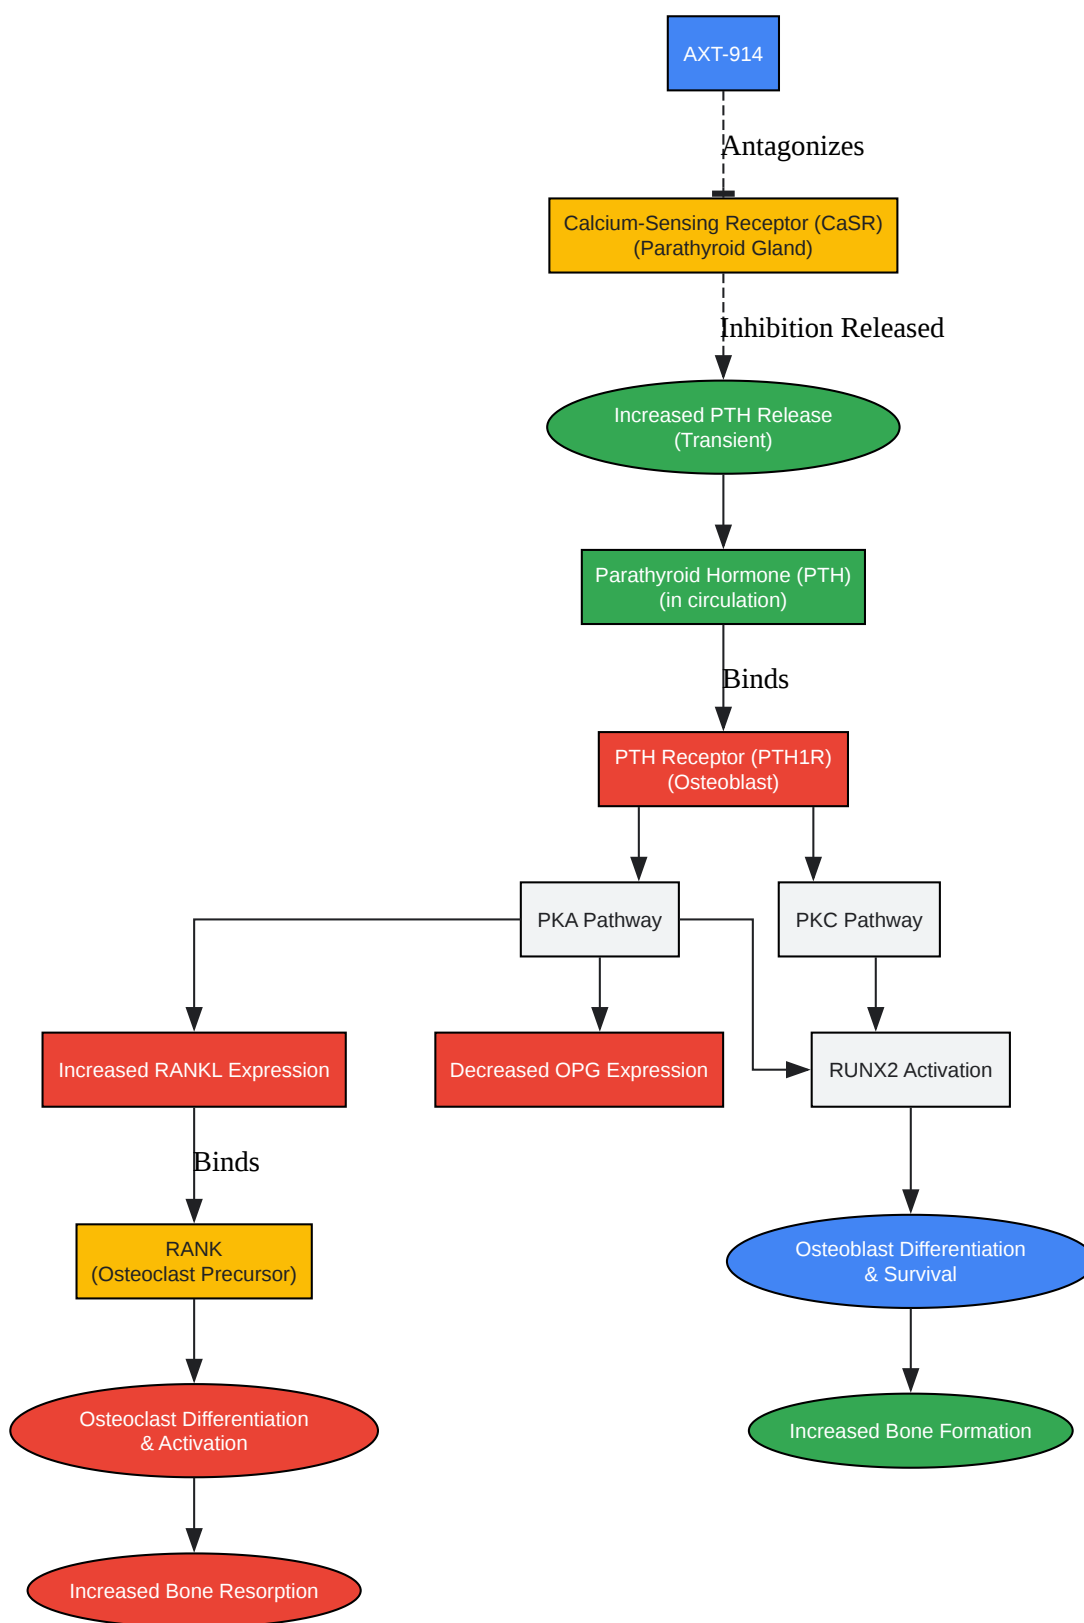 AXT-914
Antagonizes
Calcium-Sensing Receptor (CaSR)
(Parathyroid Gland)
Inhibition Released
Increased PTH Release
(Transient)
Parathyroid Hormone (PTH)
(in circulation)
Binds
PTH Receptor (PTH1R)
(Osteoblast)
PKA Pathway
PKC Pathway
Increased RANKL Expression
Decreased OPG Expression
RUNX2 Activation
Binds
RANK
(Osteoclast Precursor)
Osteoblast Differentiation
& Survival
Osteoclast Differentiation
& Activation
Increased Bone Formation
Increased Bone Resorption